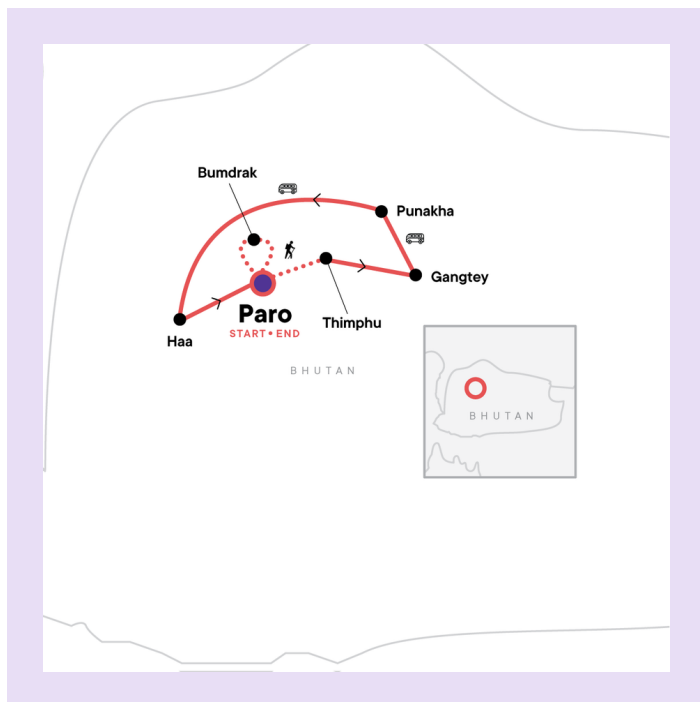 Bumdrak
Punakha
Gangtey
Paro
START • END
Thimphu
Haa
BHUTAN
BHUTAN